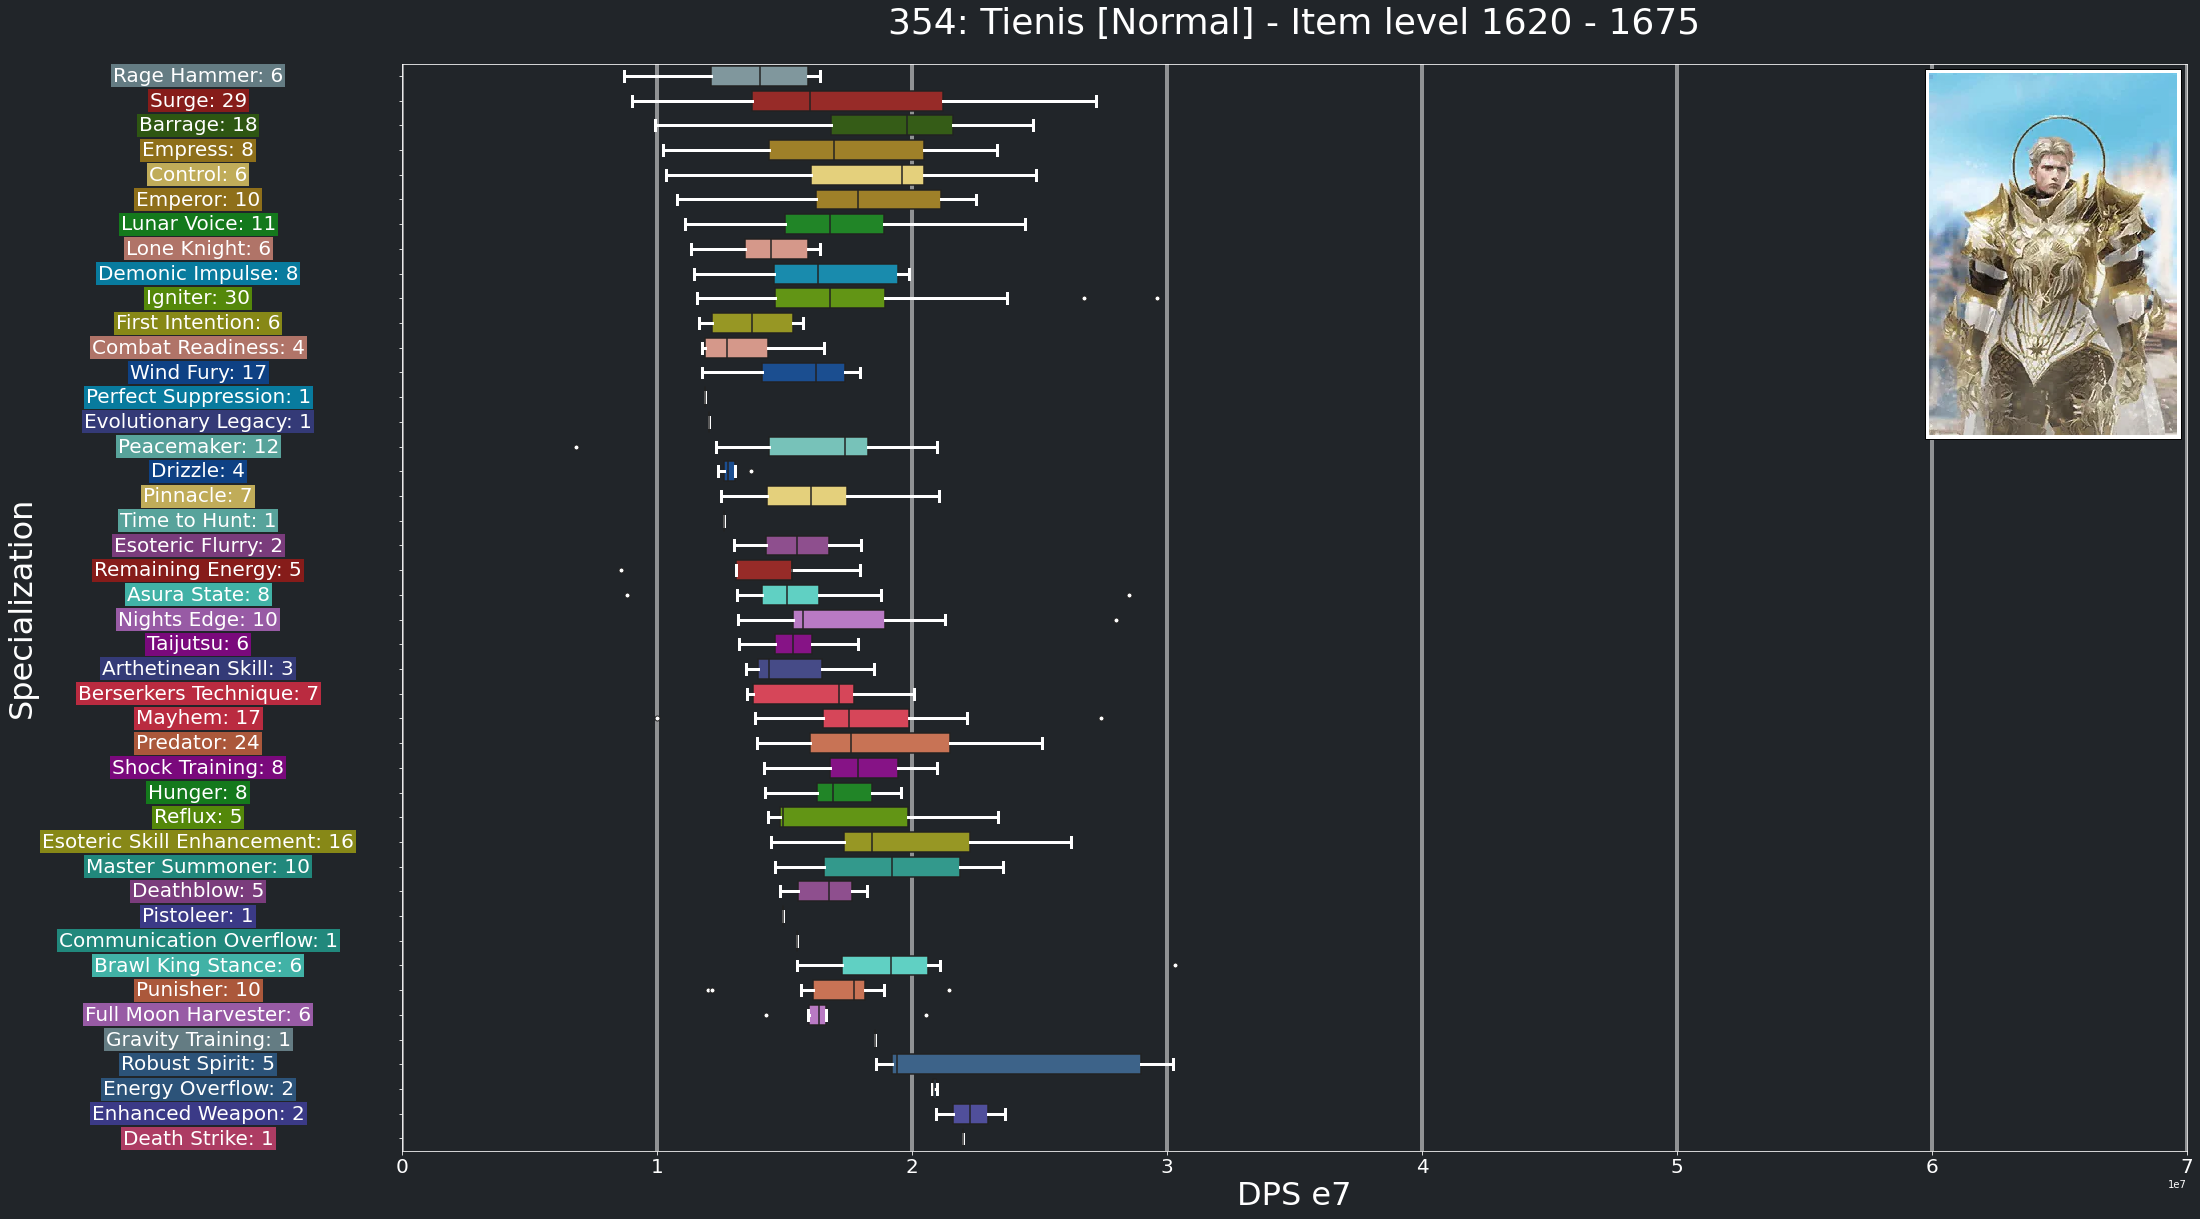 354: Tienis [Normal] - Item level 1620 - 1675
Specialization
Rage Hammer: 6
Surge: 29
Barrage: 18
Empress: 8
Control: 6
Emperor: 10
Lunar Voice: 11
Lone Knight: 6
Demonic Impulse: 8
Igniter: 30
First Intention: 6
Combat Readiness: 4
Wind Fury: 17
Perfect Suppression: 1
Evolutionary Legacy: 1
Peacemaker: 12
Drizzle: 4
Pinnacle: 7
Time to Hunt: 1
Esoteric Flurry: 2
Remaining Energy: 5
Asura State: 8
Nights Edge: 10
Taijutsu: 6
Arthetinean Skill: 3
Berserkers Technique: 7
Mayhem: 17
Predator: 24
Shock Training: 8
Hunger: 8
Reflux: 5
Esoteric Skill Enhancement: 16
Master Summoner: 10
Deathblow: 5
Pistoleer: 1
Communication Overflow: 1
Brawl King Stance: 6
Punisher: 10
Full Moon Harvester: 6
Gravity Training: 1
Robust Spirit: 5
Energy Overflow: 2
Enhanced Weapon: 2
Death Strike: 1
0 1 2 3 4 5 6 7
1e7
DPS e7